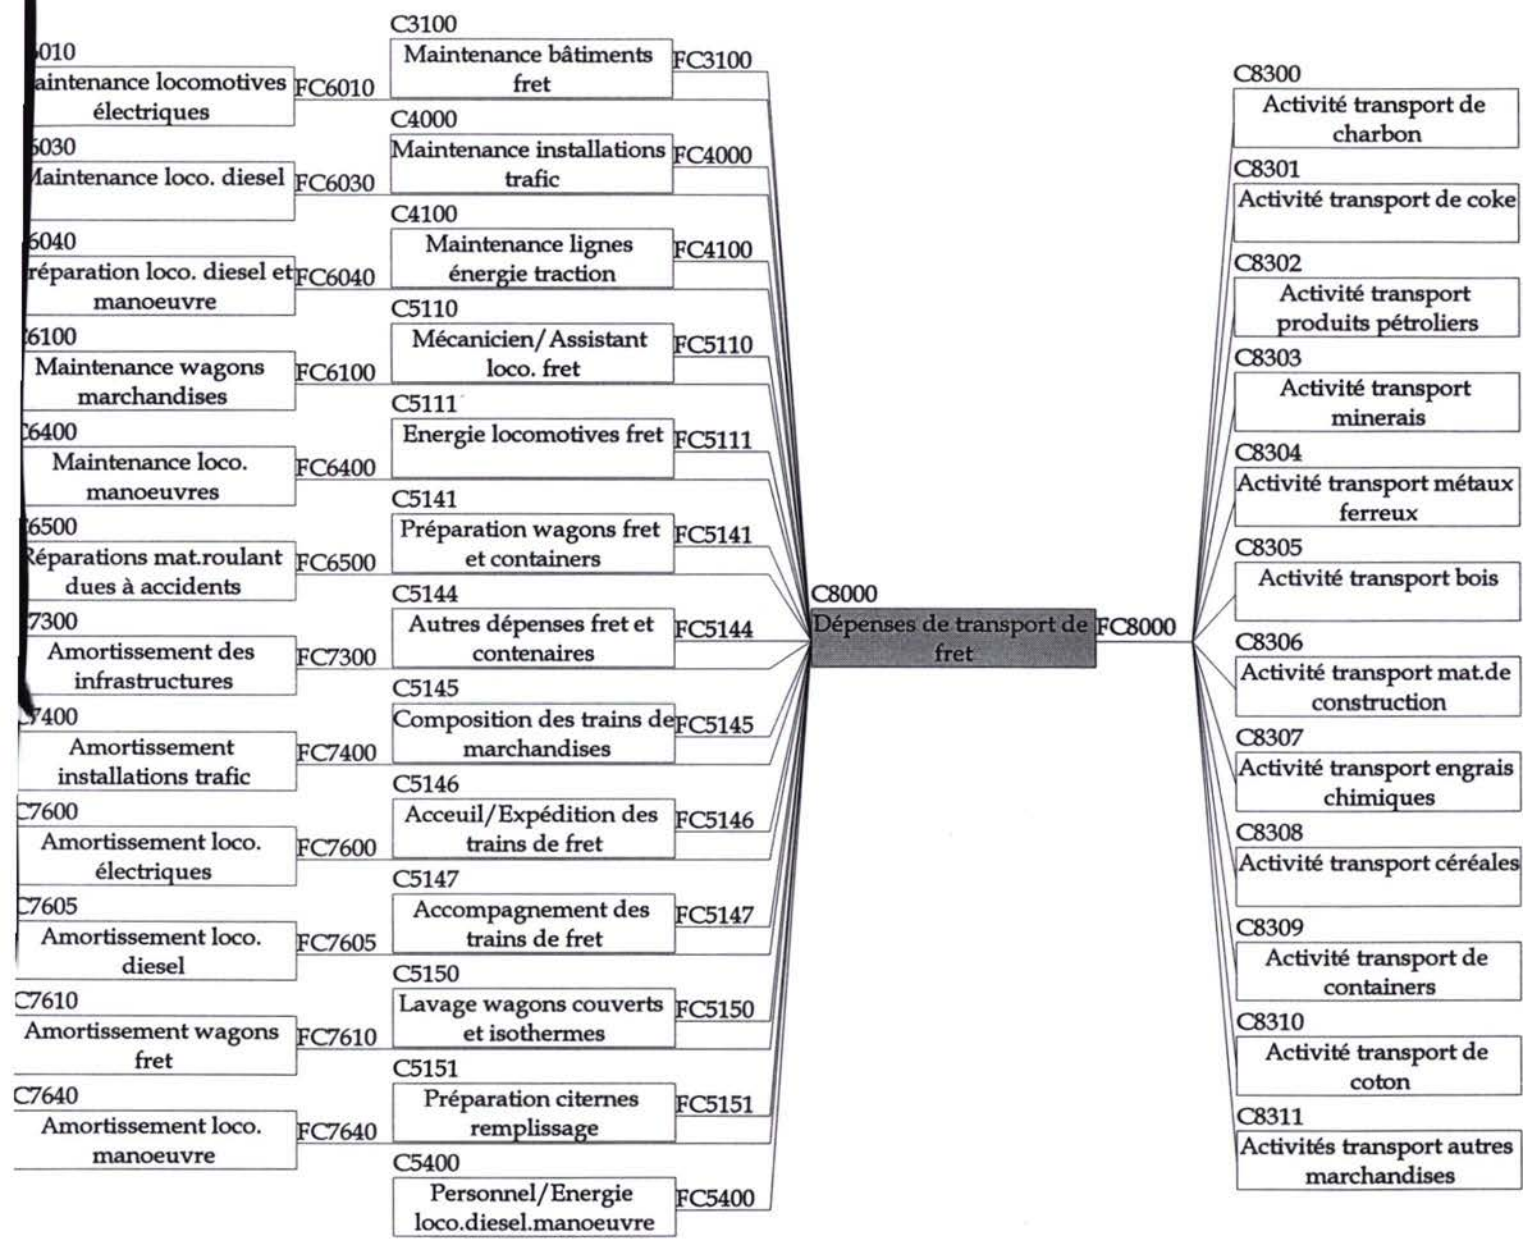 6010
aintenance locomotives
électriques
FC6010
6030
Maintenance loco. diesel
FC6030
6040
réparation loco. diesel et
manoeuvre
FC6040
C6100
Maintenance wagons
marchandises
FC6100
C6400
Maintenance loco.
manoeuvres
FC6400
C6500
Réparations mat.roulant
dues à accidents
FC6500
C7300
Amortissement des
infrastructures
FC7300
C7400
Amortissement
installations trafic
FC7400
C7600
Amortissement loco.
électriques
FC7600
C7605
Amortissement loco.
diesel
FC7605
C7610
Amortissement wagons
fret
FC7610
C7640
Amortissement loco.
manoeuvre
FC7640
C3100
Maintenance bâtiments
fret
FC3100
C4000
Maintenance installations
trafic
FC4000
C4100
Maintenance lignes
énergie traction
FC4100
C5110
Mécanicien/Assistant
loco. fret
FC5110
C5111
Energie locomotives fret
FC5111
C5141
Préparation wagons fret
et containers
FC5141
C5144
Autres dépenses fret et
contenaires
FC5144
C5145
Composition des trains de
marchandises
FC5145
C5146
Acceuil/Expédition des
trains de fret
FC5146
C5147
Accompagnement des
trains de fret
FC5147
C5150
Lavage wagons couverts
et isothermes
FC5150
C5151
Préparation citernes
remplissage
FC5151
C5400
Personnel/Energie
loco.diesel.manoeuvre
FC5400
C8000
Dépenses de transport de
fret
FC8000
C8300
Activité transport de
charbon
C8301
Activité transport de coke
C8302
Activité transport
produits pétroliers
C8303
Activité transport
minerais
C8304
Activité transport métaux
ferreux
C8305
Activité transport bois
C8306
Activité transport mat.de
construction
C8307
Activité transport engrais
chimiques
C8308
Activité transport céréales
C8309
Activité transport de
containers
C8310
Activité transport de
coton
C8311
Activités transport autres
marchandises